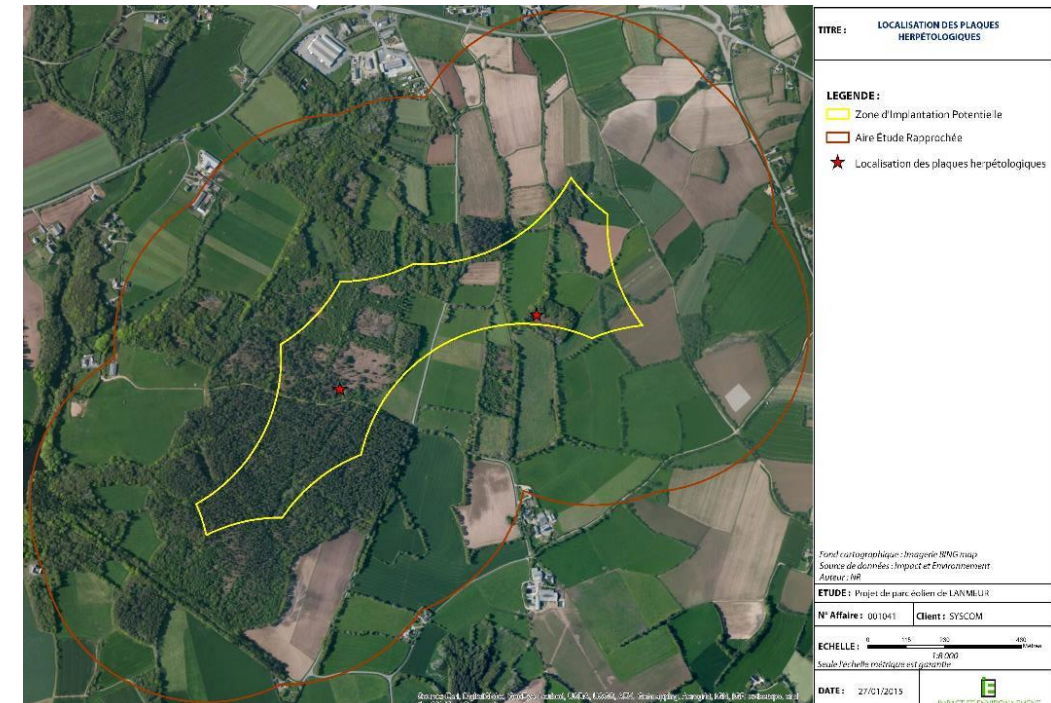 TITRE :
LOCALISATION DES PLAQUES
HERPÉTOLOGIQUES
LEGENDE :
Zone d'Implantation Potentielle
Aire Étude Rapprochée
Localisation des plaques herpétologiques
Fond cartographique : Imagerie BING map
Source de données : Impact et Environnement
Auteur : NR
ETUDE : Projet de parc éolien de LANMEUR
N° Affaire : 001041 Client : SYSCOM
ECHELLE :
0 115 230 460
Mètres
1:8 000
Seule l'échelle métrique est garantie
DATE : 27/01/2015
IMPACT ET ENVIRONNEMENT